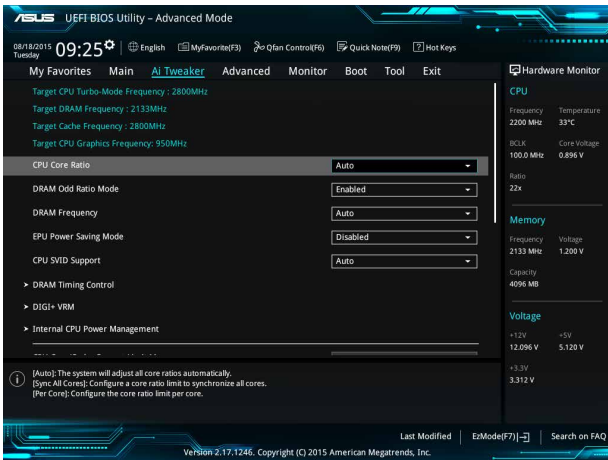 ASUS UEFI BIOS Utility – Advanced Mode
08/18/2015 Tuesday 09:25 English MyFavorite(F3) Qfan Control(F6) Quick Note(F9) ? Hot Keys
My Favorites Main Ai Tweaker Advanced Monitor Boot Tool Exit
Target CPU Turbo-Mode Frequency : 2800MHz
Target DRAM Frequency : 2133MHz
Target Cache Frequency : 2800MHz
Target CPU Graphics Frequency: 950MHz
CPU Core Ratio Auto
DRAM Odd Ratio Mode Enabled
DRAM Frequency Auto
EPU Power Saving Mode Disabled
CPU SVID Support Auto
> DRAM Timing Control
> DIGI+ VRM
> Internal CPU Power Management
Hardware Monitor
CPU
Frequency Temperature
2200 MHz 33°C
BCLK Core Voltage
100.0 MHz 0.896 V
Ratio
22x
Memory
Frequency Voltage
2133 MHz 1.200 V
Capacity
4096 MB
Voltage
+12V +5V
12.096 V 5.120 V
+3.3V
3.312 V
[Auto]: The system will adjust all core ratios automatically.
[Sync All Cores]: Configure a core ratio limit to synchronize all cores.
[Per Core]: Configure the core ratio limit per core.
Last Modified EzMode(F7) Search on FAQ
Version 2.17.1246. Copyright (C) 2015 American Megatrends, Inc.